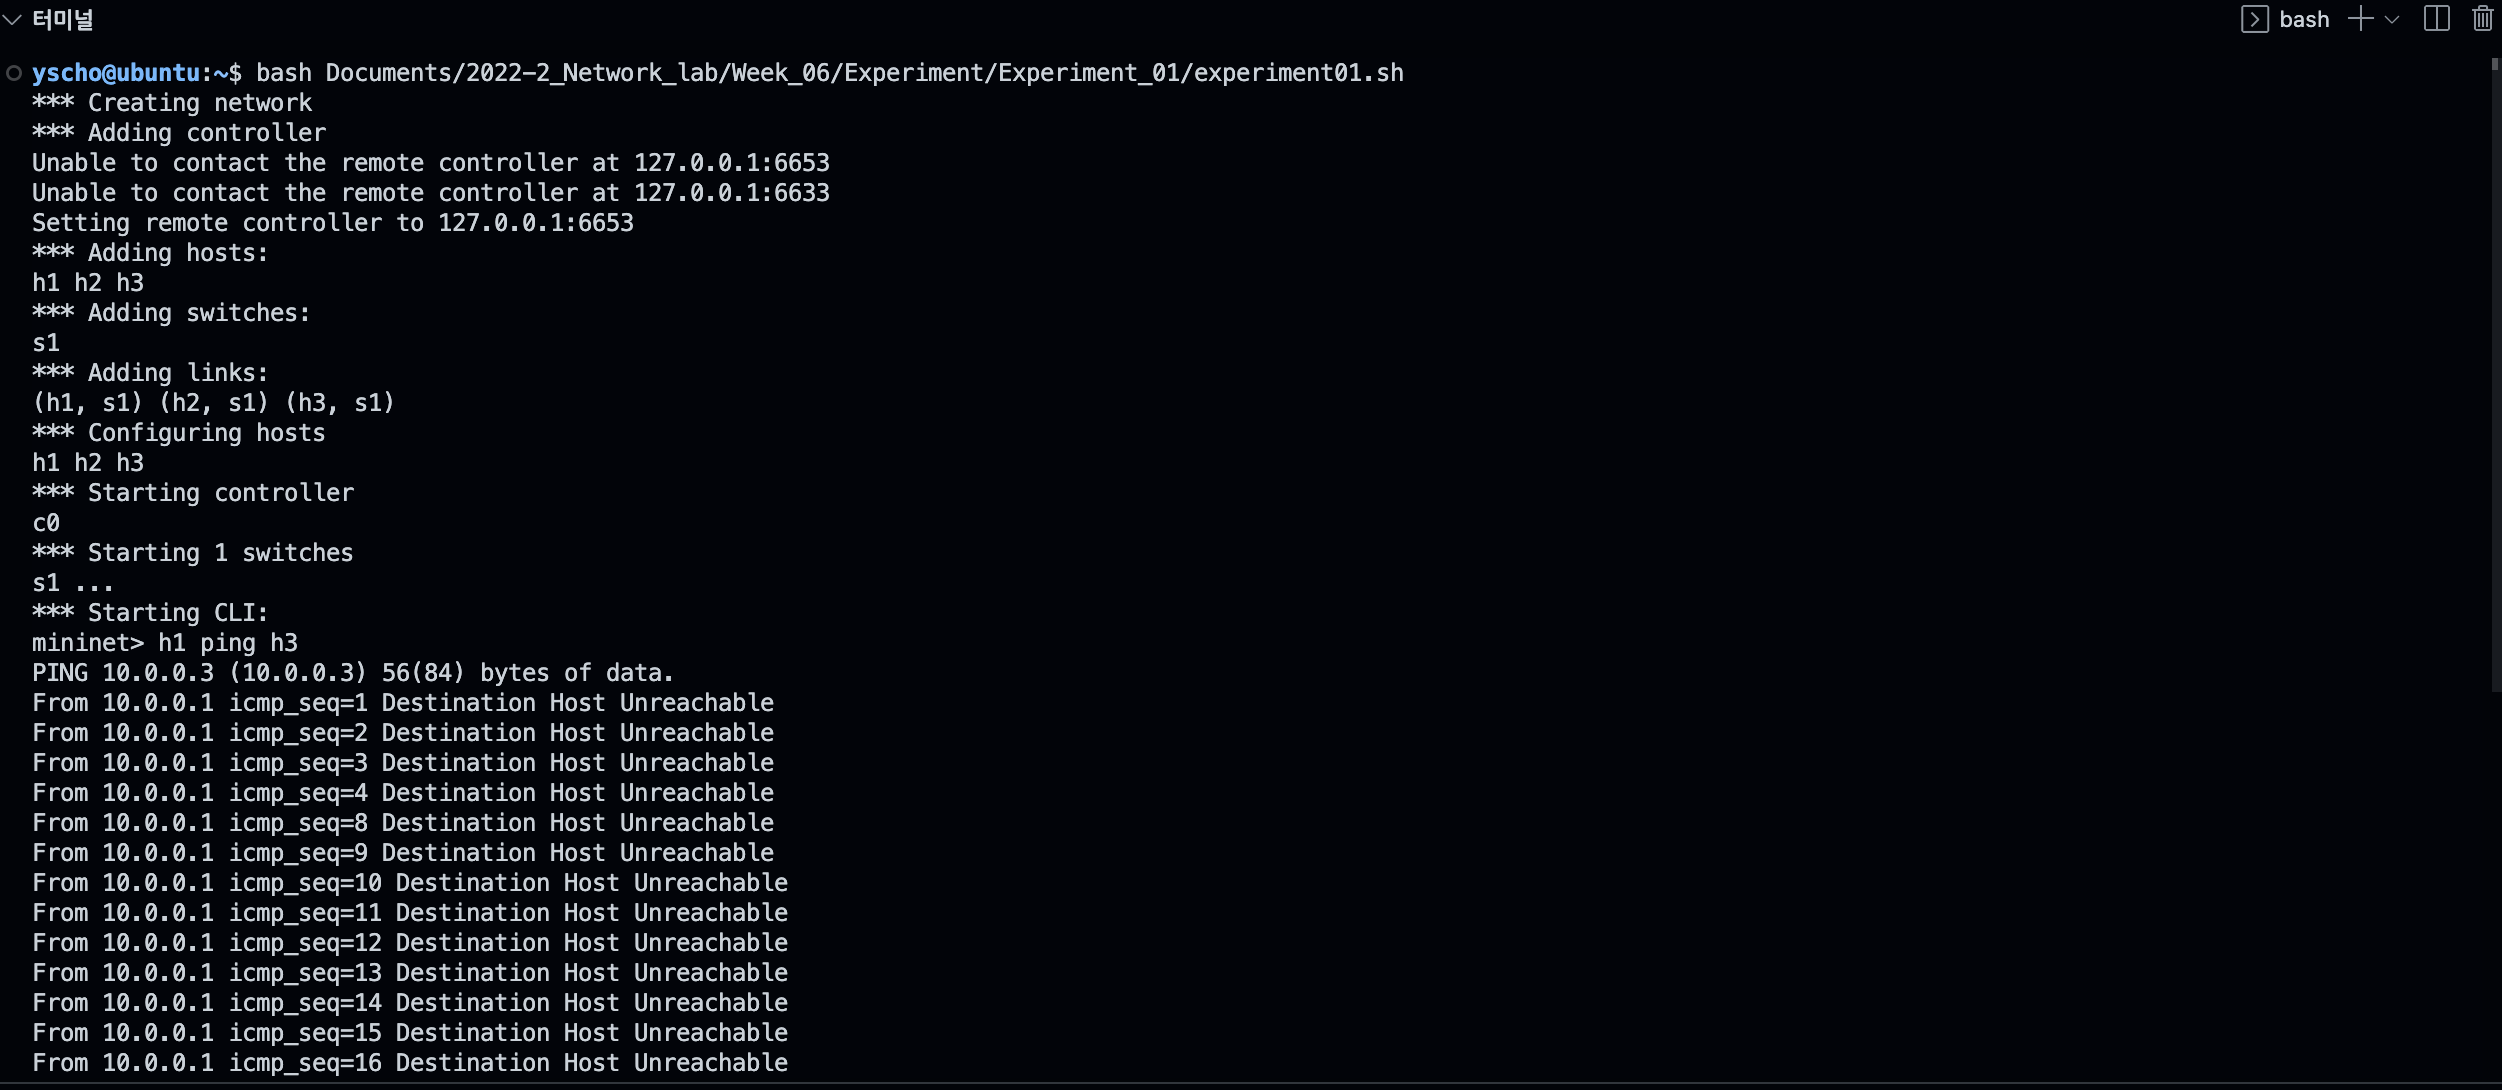 터미널
bash
yscho@ubuntu:~$ bash Documents/2022-2_Network_lab/Week_06/Experiment/Experiment_01/experiment01.sh
*** Creating network
*** Adding controller
Unable to contact the remote controller at 127.0.0.1:6653
Unable to contact the remote controller at 127.0.0.1:6633
Setting remote controller to 127.0.0.1:6653
*** Adding hosts:
h1 h2 h3
*** Adding switches:
s1
*** Adding links:
(h1, s1) (h2, s1) (h3, s1)
*** Configuring hosts
h1 h2 h3
*** Starting controller
c0
*** Starting 1 switches
s1 ...
*** Starting CLI:
mininet> h1 ping h3
PING 10.0.0.3 (10.0.0.3) 56(84) bytes of data.
From 10.0.0.1 icmp_seq=1 Destination Host Unreachable
From 10.0.0.1 icmp_seq=2 Destination Host Unreachable
From 10.0.0.1 icmp_seq=3 Destination Host Unreachable
From 10.0.0.1 icmp_seq=4 Destination Host Unreachable
From 10.0.0.1 icmp_seq=8 Destination Host Unreachable
From 10.0.0.1 icmp_seq=9 Destination Host Unreachable
From 10.0.0.1 icmp_seq=10 Destination Host Unreachable
From 10.0.0.1 icmp_seq=11 Destination Host Unreachable
From 10.0.0.1 icmp_seq=12 Destination Host Unreachable
From 10.0.0.1 icmp_seq=13 Destination Host Unreachable
From 10.0.0.1 icmp_seq=14 Destination Host Unreachable
From 10.0.0.1 icmp_seq=15 Destination Host Unreachable
From 10.0.0.1 icmp_seq=16 Destination Host Unreachable